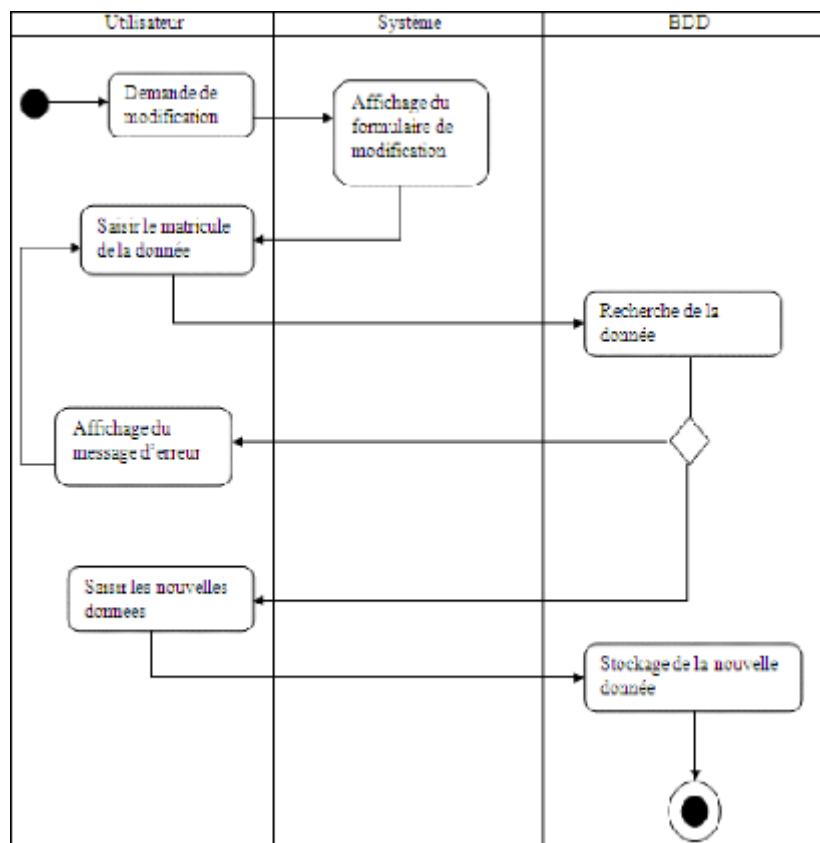 Utilisateur
Système
BDD
Demande de
modification
Affichage du
formulaire de
modification
Saisir le matricule
de la donnée
Recherche de la
donnée
Affichage du
message d'erreur
Saisir les nouvelles
donnees
Stockage de la nouvelle
donnée